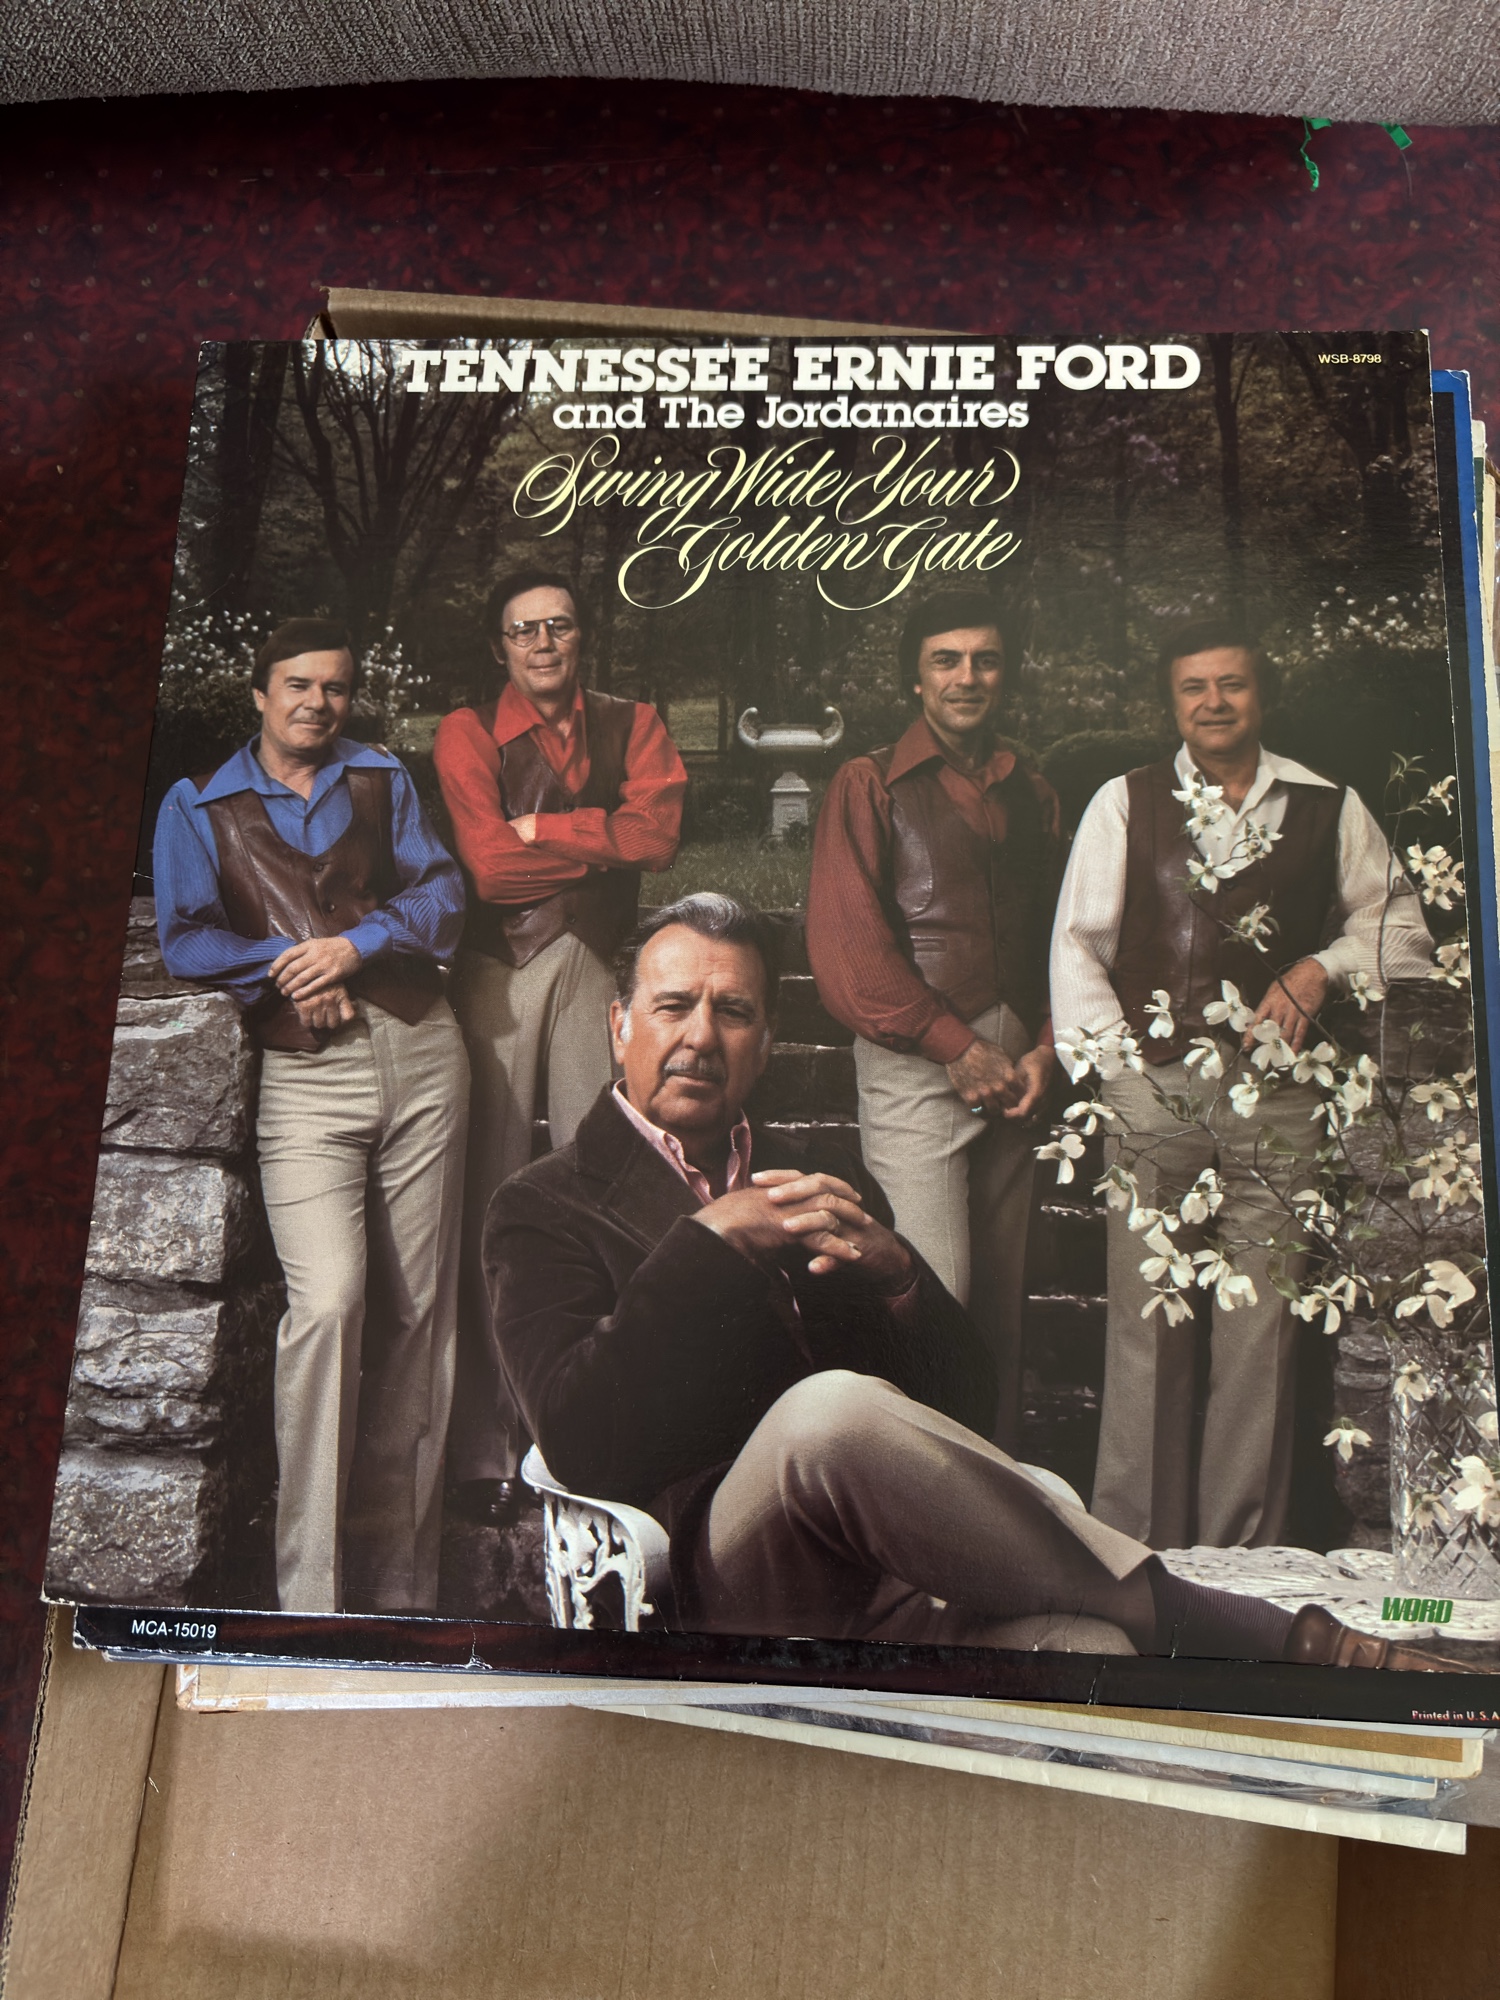 TENNESSEE ERNIE FORD
WSB-8798
and The Jordanaires
Swing Wide Your
Golden Gate
WORD
MCA-15019
Printed in U.S.A